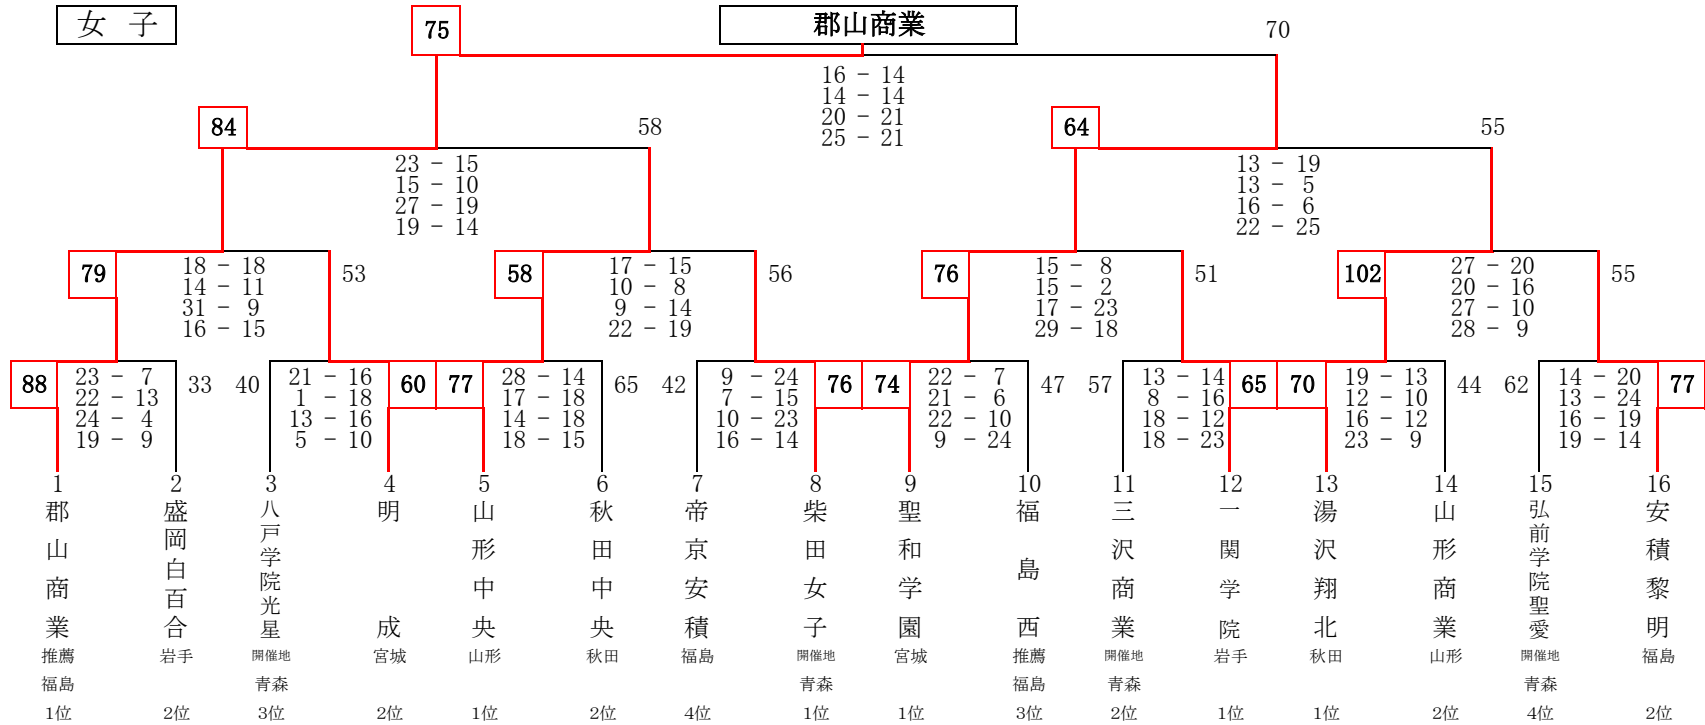 女 子
75
郡山商業
70
16 - 14
14 - 14
20 - 21
25 - 21
84
58
64
55
23 - 15
15 - 10
27 - 19
19 - 14
13 - 19
13 - 5
16 - 6
22 - 25
79
18 - 18
14 - 11
31 - 9
16 - 15
53
58
17 - 15
10 - 8
9 - 14
22 - 19
56
76
15 - 8
15 - 2
17 - 23
29 - 18
51
102
27 - 20
20 - 16
27 - 10
28 - 9
55
88
23 - 7
22 - 13
24 - 4
19 - 9
33
40
21 - 16
1 - 18
13 - 16
5 - 10
60
77
28 - 14
17 - 18
14 - 18
18 - 15
65
42
9 - 24
7 - 15
10 - 23
16 - 14
76
74
22 - 7
21 - 6
22 - 10
9 - 24
47
57
13 - 14
8 - 16
18 - 12
18 - 23
65
70
19 - 13
12 - 10
16 - 12
23 - 9
44
62
14 - 20
13 - 24
16 - 19
19 - 14
77
1
郡山商業
推薦
福島
1位
2
盛岡白百合
岩手
2位
3
八戸学院光星
開催地
青森
3位
4
明成
宮城
2位
5
山形中央
山形
1位
6
秋田中央
秋田
2位
7
帝京安積
福島
4位
8
柴田女子
開催地
青森
1位
9
聖和学園
宮城
1位
10
福島西
推薦
福島
3位
11
三沢商業
開催地
青森
2位
12
一関学院
岩手
1位
13
湯沢翔北
秋田
1位
14
山形商業
山形
2位
15
弘前学院聖愛
開催地
青森
4位
16
安積黎明
福島
2位